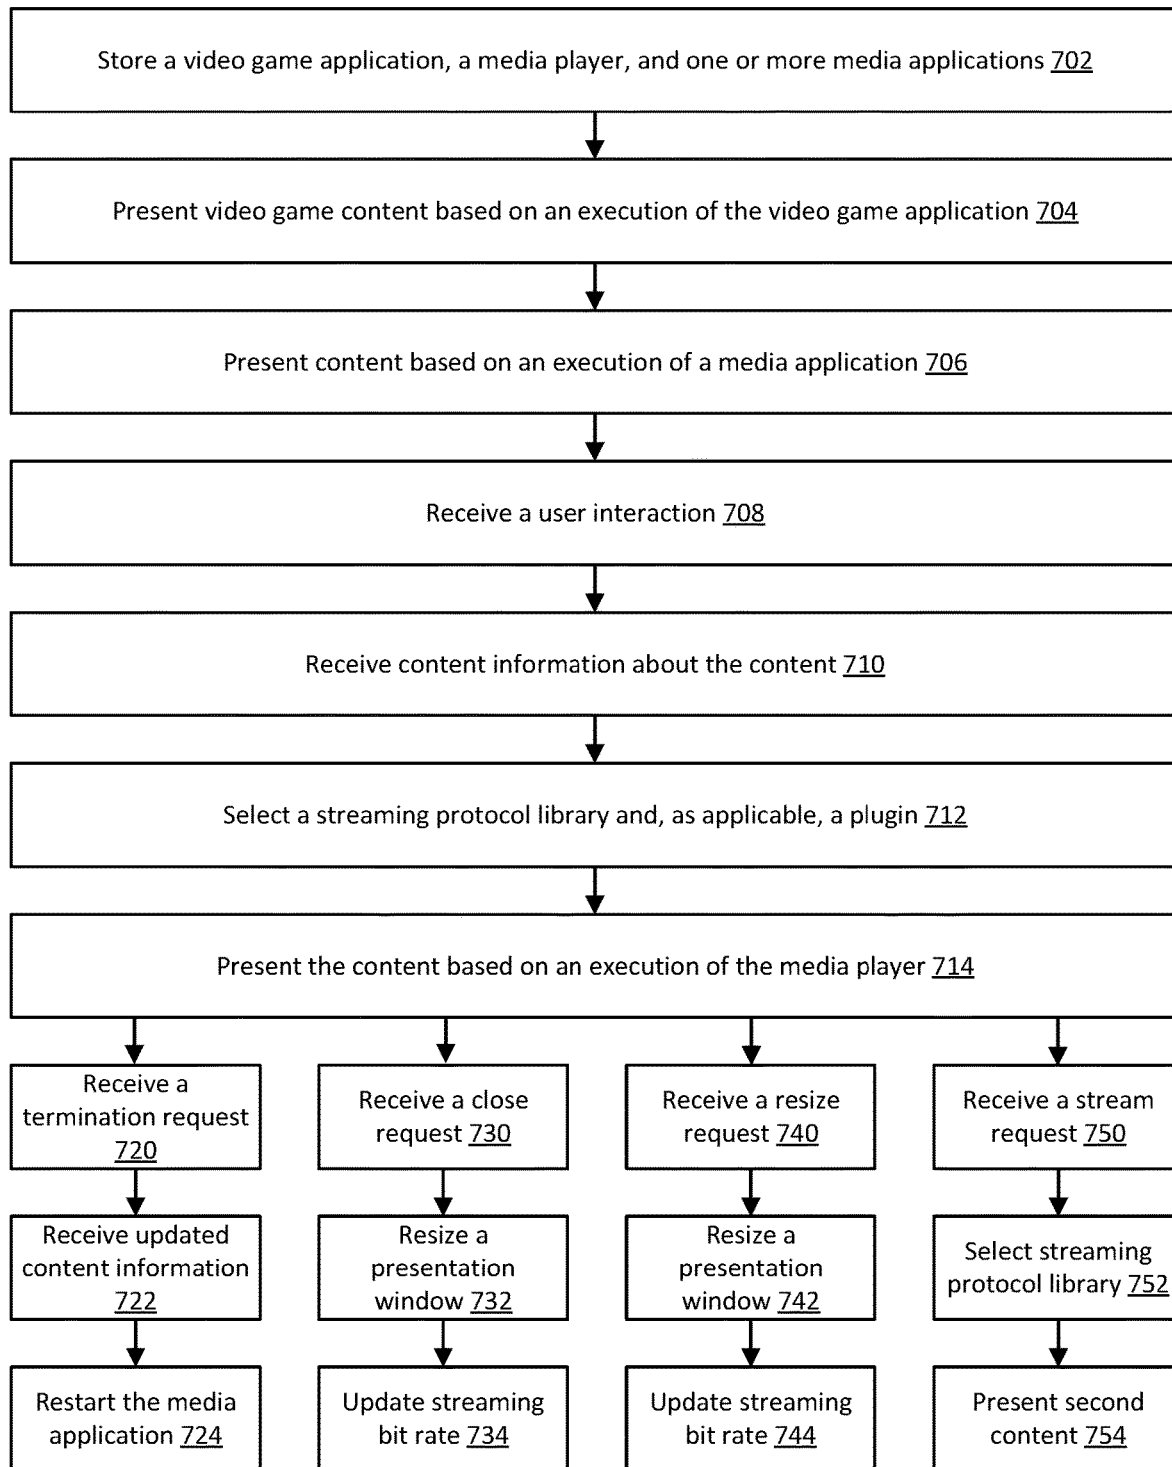 Store a video game application, a media player, and one or more media applications 702
Present video game content based on an execution of the video game application 704
Present content based on an execution of a media application 706
Receive a user interaction 708
Receive content information about the content 710
Select a streaming protocol library and, as applicable, a plugin 712
Present the content based on an execution of the media player 714
Receive a
termination request
720
Receive updated
content information
722
Restart the media
application 724
Receive a close
request 730
Resize a
presentation
window 732
Update streaming
bit rate 734
Receive a resize
request 740
Resize a
presentation
window 742
Update streaming
bit rate 744
Receive a stream
request 750
Select streaming
protocol library 752
Present second
content 754